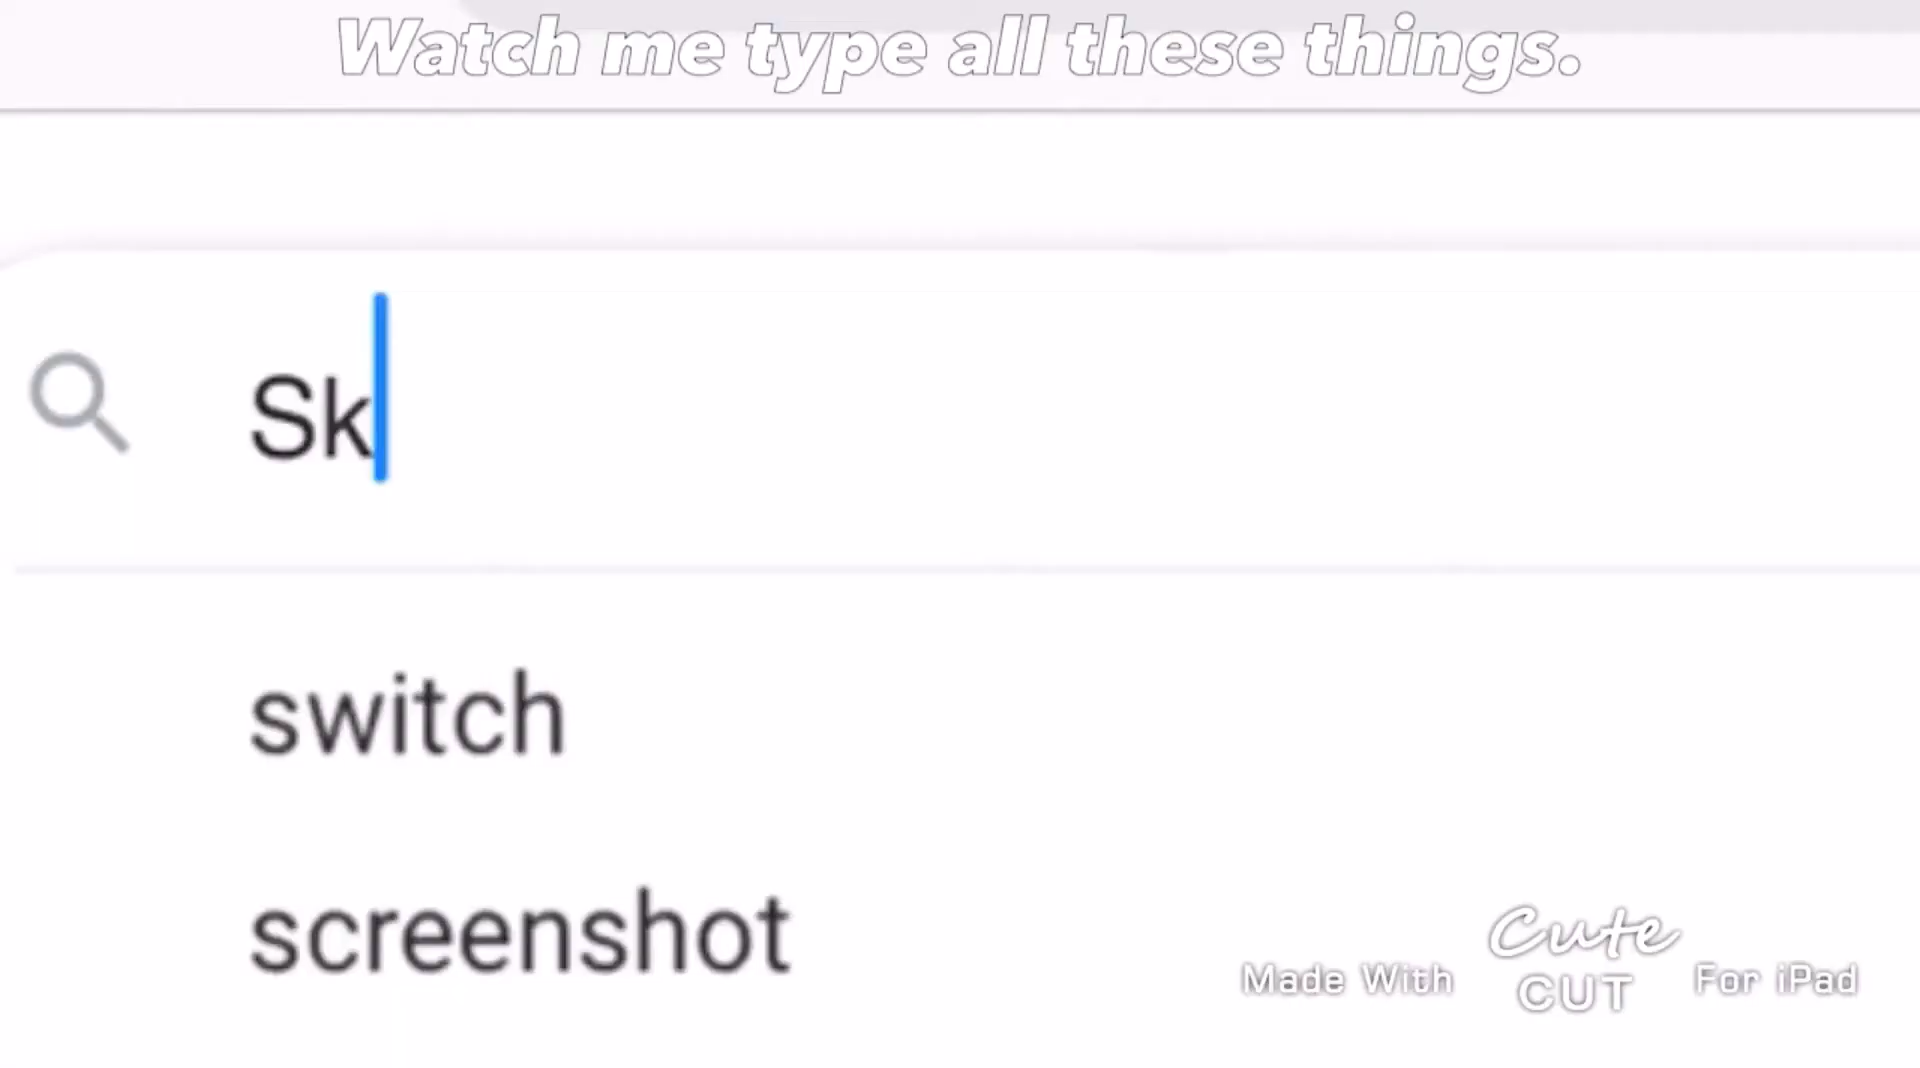 Watch me type all these things.
Sk
switch
screenshot
Made With Cute CUT For iPad